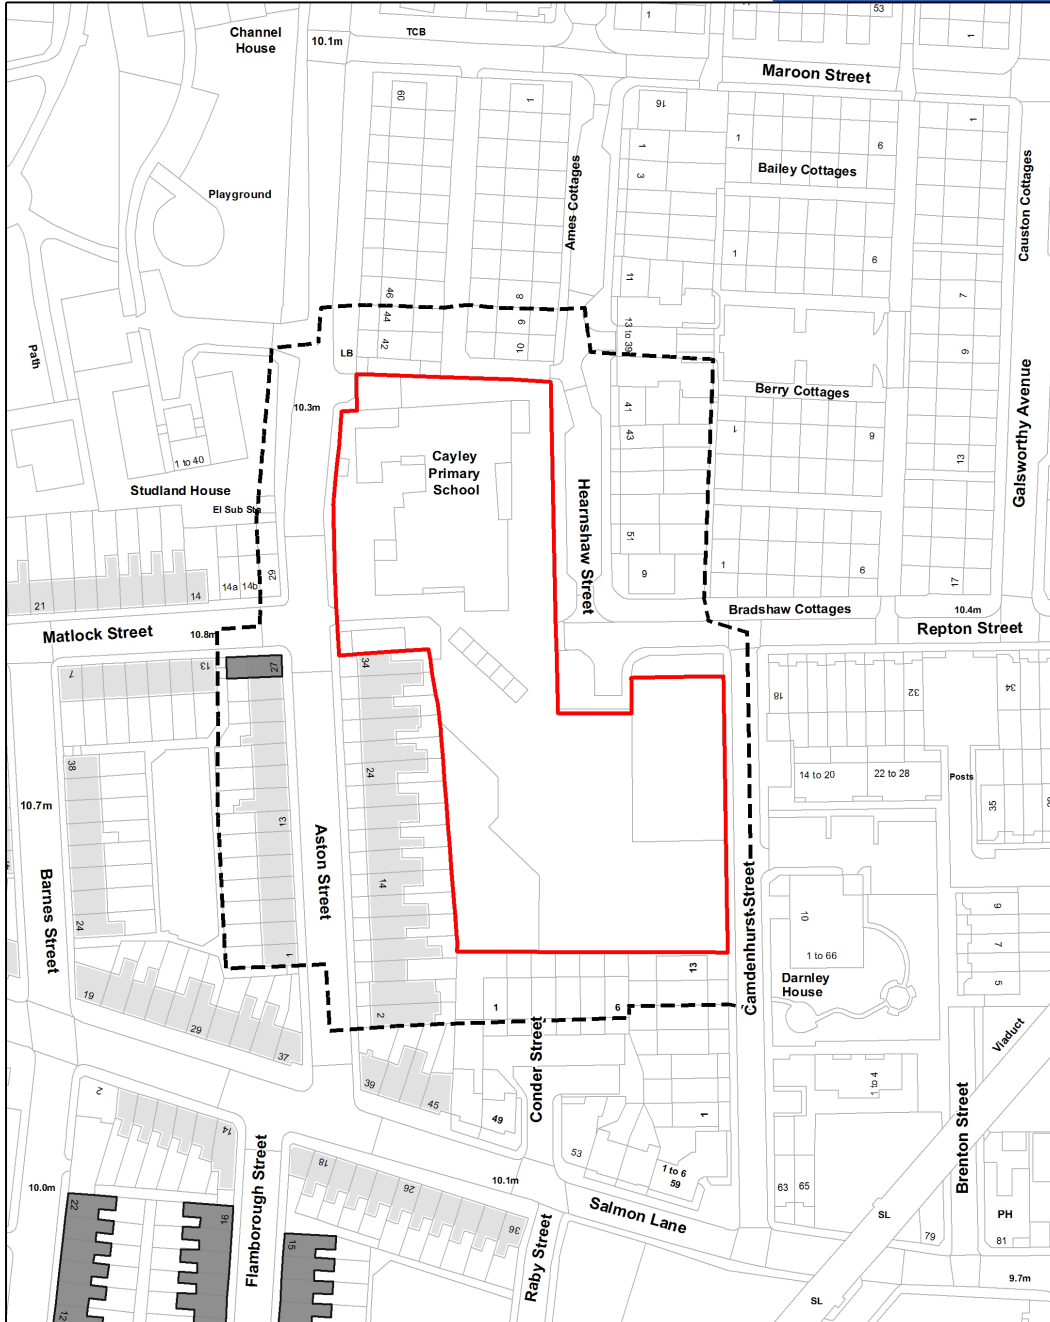 53
1
1
Channel
House
10.1m
TCB
Maroon Street
60
1
16
1
1
6
1
3
Bailey Cottages
Ames Cottages
Causton Cottages
Playground
1
6
11
46
44
42
8
9
10
13 to 39
7
9
LB
Path
10.3m
Berry Cottages
41
43
1
9
13
Cayley
Primary
School
Galsworthy Avenue
1 to 40
Studland House
El Sub Sta
Hearnshaw Street
51
9
1
6
17
21
14
14a
14b
29
Bradshaw Cottages
10.4m
Matlock Street
10.8m
Repton Street
7
13
27
34
18
32
34
38
24
13
14 to 20
22 to 28
Posts
35
10.7m
Aston Street
14
Barnes Street
24
1
2
Camdenhurst Street
10
1 to 66
Darnley
House
9
7
5
13
1
6
19
29
37
39
45
49
Conder Street
1
1 to 4
Viaduct
Brenton Street
2
14
Flamborough Street
18
26
36
10.1m
53
1 to 6
59
Salmon Lane
63
65
SL
79
PH
81
10.0m
22
16
15
12
Raby Street
9.7m
SL